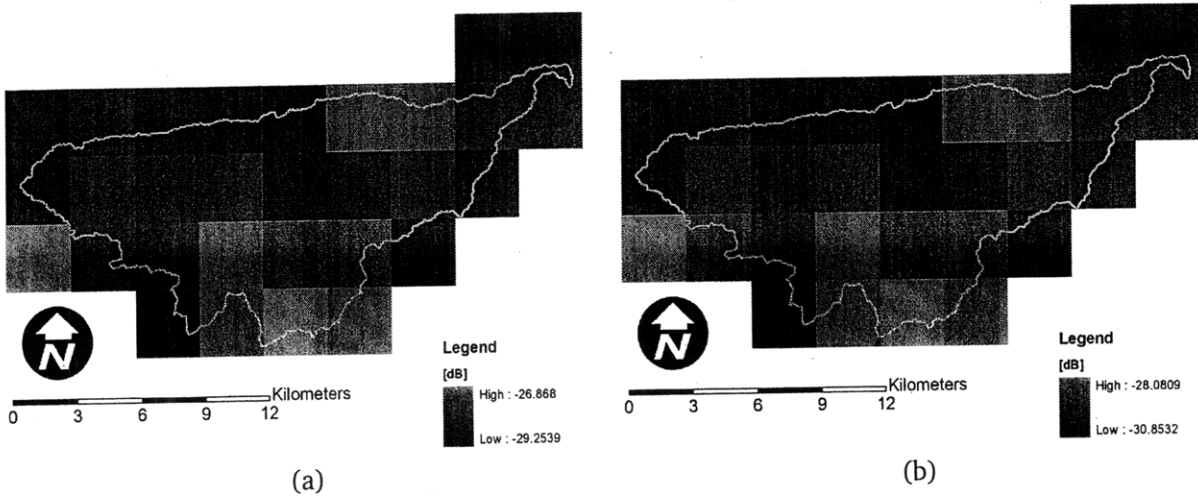 N
Kilometers
0 3 6 9 12
Legend
[dB]
High : -26.868
Low : -29.2539
(a)
N
Kilometers
0 3 6 9 12
Legend
[dB]
High : -28.0809
Low : -30.8532
(b)